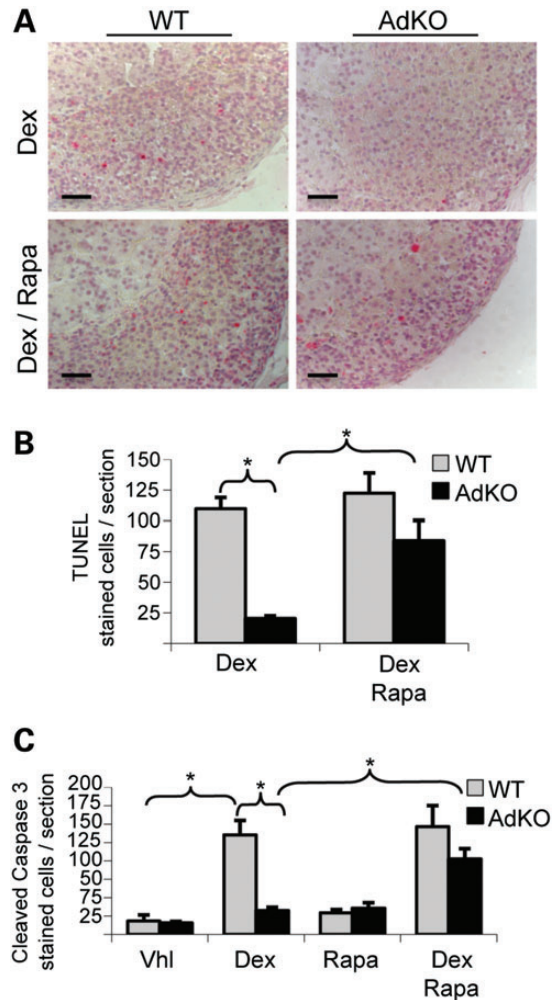 A
WT
AdKO
Dex
Dex / Rapa
B
TUNEL
stained cells / section
150
125
100
75
50
25
*
*
WT
AdKO
Dex
Dex
Rapa
C
Cleaved Caspase 3
stained cells / section
200
175
150
125
100
50
75
25
*
*
*
WT
AdKO
Vhl
Dex
Rapa
Dex
Rapa